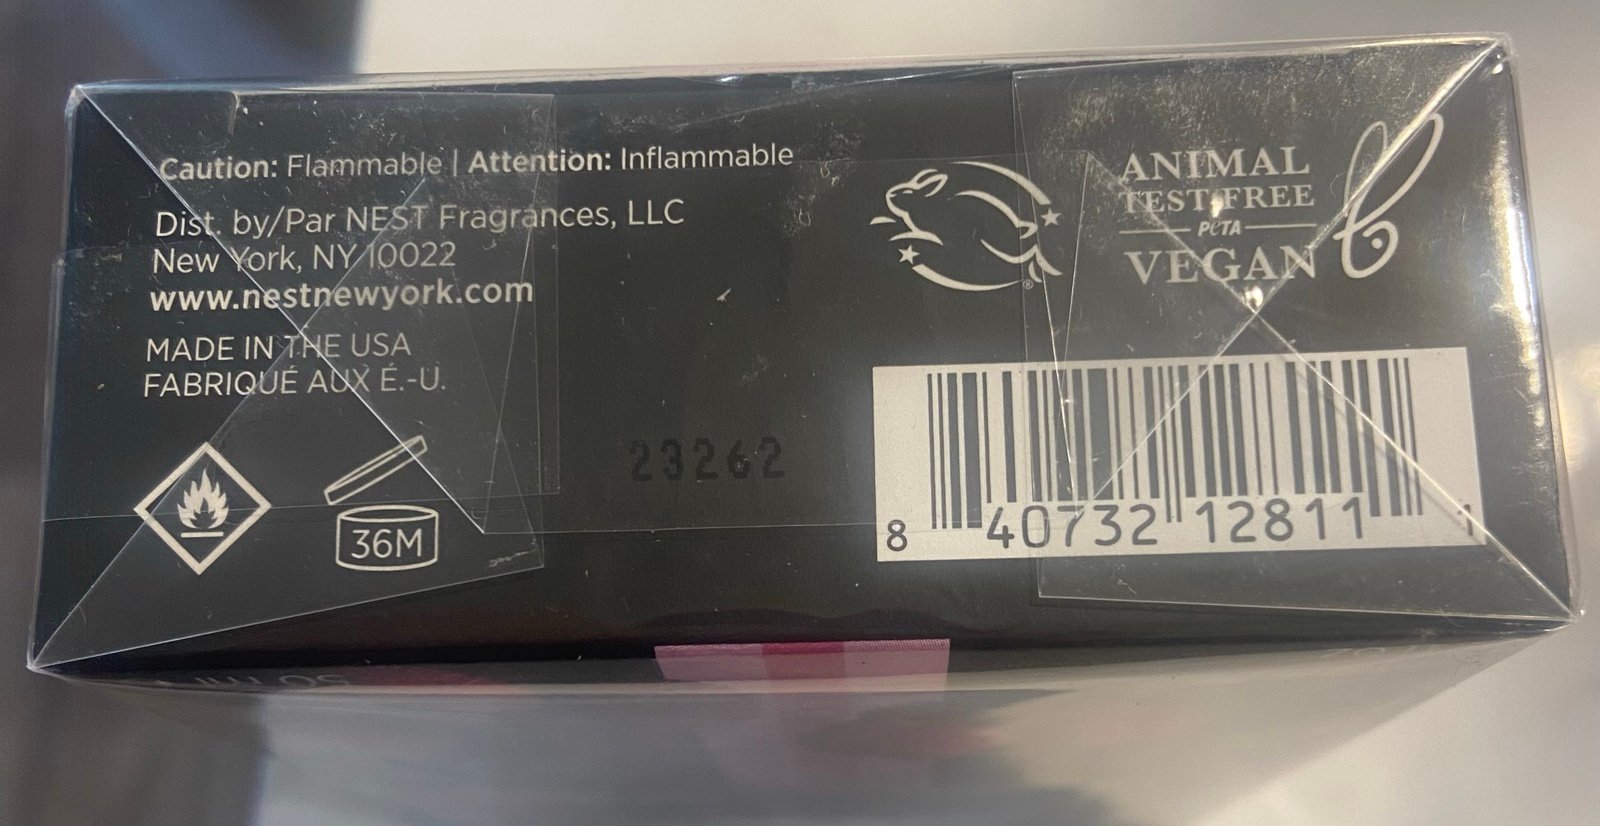 Caution: Flammable | Attention: Inflammable
Dist. by/Par NEST Fragrances, LLC
New York, NY 10022
www.nestnewyork.com
MADE IN THE USA
FABRIQUÉ AUX É.-U.
36M
23262
ANIMAL
TEST FREE
PETA
VEGAN
®
8 40732 12811 1